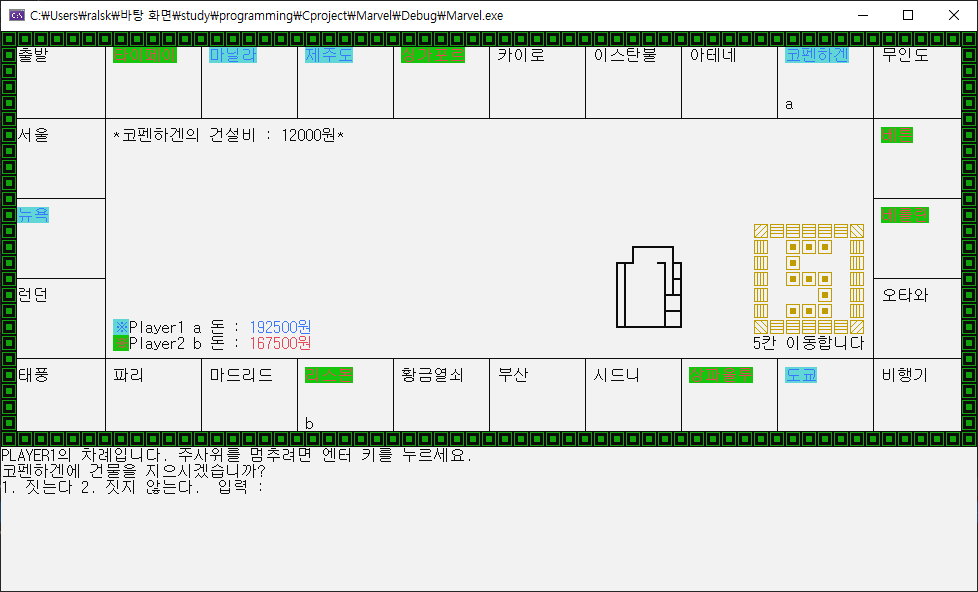 C:\Users\ralsk\바탕 화면\study\programming\Cproject\Marvel\Debug\Marvel.exe
출발 마닐라 제주도 카이로 이스탄불 아테네 코펜하겐 무인도
a
서울 *코펜하겐의 건설비 : 12000원*
뉴욕
런던 오타와
※Player1 a 돈 : 192500원
※Player2 b 돈 : 167500원 5칸 이동합니다
태풍 파리 마드리드 황금열쇠 부산 시드니 도쿄 비행기
b
PLAYER1의 차례입니다. 주사위를 멈추려면 엔터 키를 누르세요.
코펜하겐에 건물을 지으시겠습니까?
1. 짓는다 2. 짓지 않는다.  입력 :